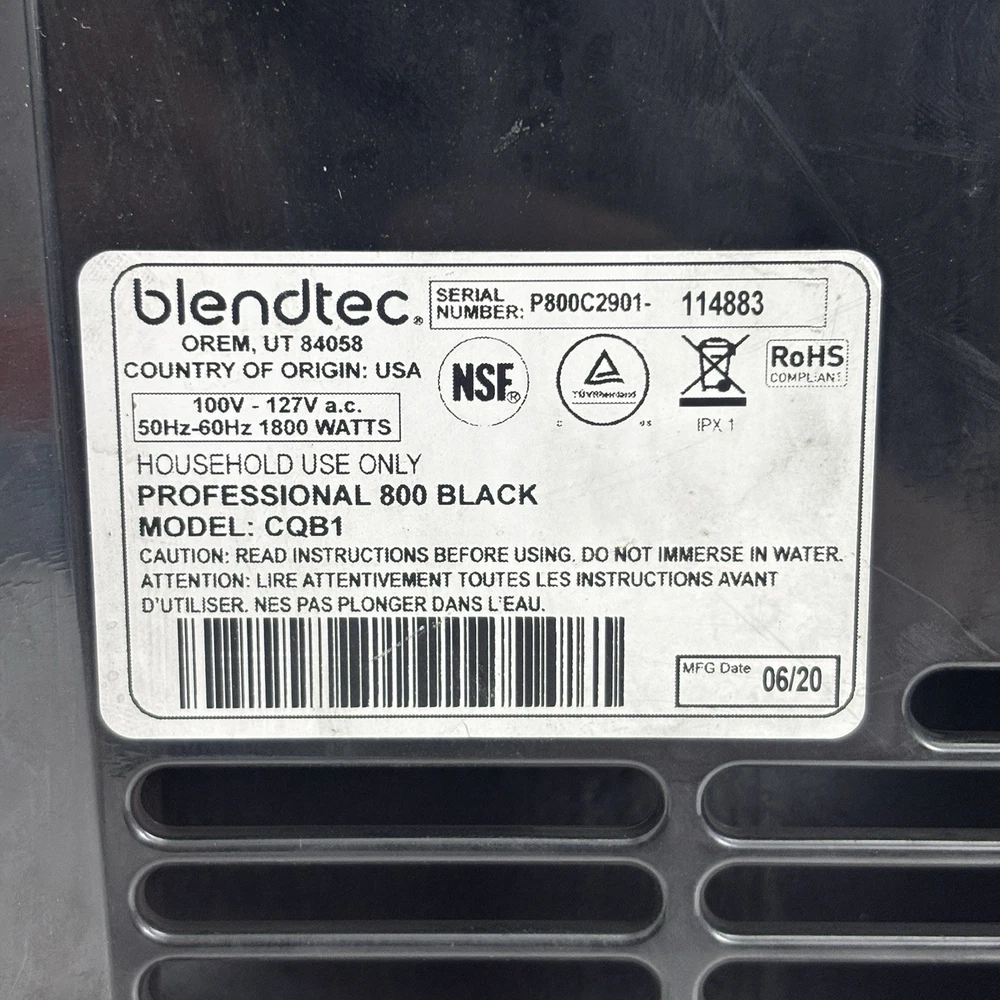 blendtec®
SERIAL NUMBER: P800C2901- 114883
OREM, UT 84058
COUNTRY OF ORIGIN: USA
100V - 127V a.c.
50Hz-60Hz 1800 WATTS
NSF®
TÜVRheinland
c us
IPX 1
RoHS
COMPLIANT
HOUSEHOLD USE ONLY
PROFESSIONAL 800 BLACK
MODEL: CQB1
CAUTION: READ INSTRUCTIONS BEFORE USING. DO NOT IMMERSE IN WATER.
ATTENTION: LIRE ATTENTIVEMENT TOUTES LES INSTRUCTIONS AVANT
D'UTILISER. NES PAS PLONGER DANS L'EAU.
MFG Date 06/20